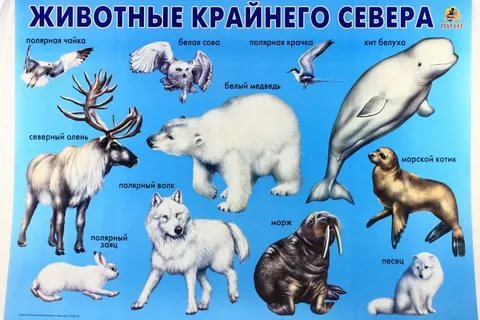 ЖИВОТНЫЕ КРАЙНЕГО СЕВЕРА
ЛИНГ
полярная чайка
белая сова
полярная крачка
кит белуха
белый медведь
северный олень
морской котик
полярный волк
морж
полярный
заяц
песец